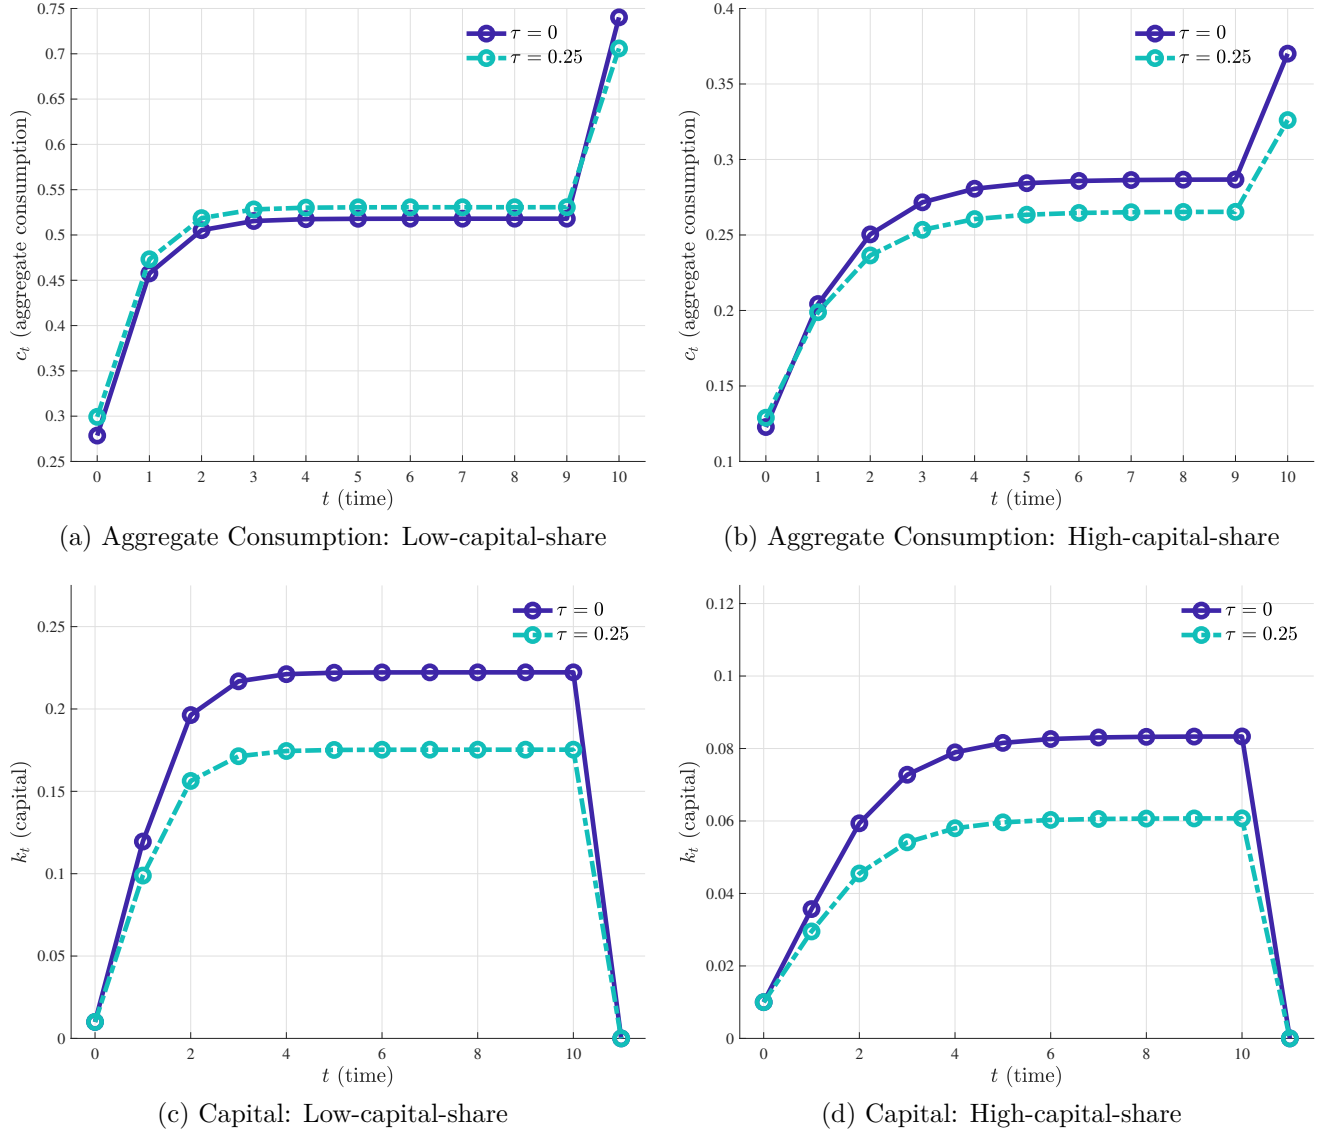 0.75
0.7
0.65
0.6
0.55
0.5
0.45
0.4
0.35
0.3
0.25
c_t (aggregate consumption)
τ = 0
τ = 0.25
0 1 2 3 4 5 6 7 8 9 10
t (time)
(a) Aggregate Consumption: Low-capital-share
0.4
0.35
0.3
0.25
0.2
0.15
0.1
c_t (aggregate consumption)
τ = 0
τ = 0.25
0 1 2 3 4 5 6 7 8 9 10
t (time)
(b) Aggregate Consumption: High-capital-share
0.25
0.2
0.15
0.1
0.05
0
k_t (capital)
τ = 0
τ = 0.25
0 2 4 6 8 10
t (time)
(c) Capital: Low-capital-share
0.12
0.1
0.08
0.06
0.04
0.02
0
k_t (capital)
τ = 0
τ = 0.25
0 2 4 6 8 10
t (time)
(d) Capital: High-capital-share